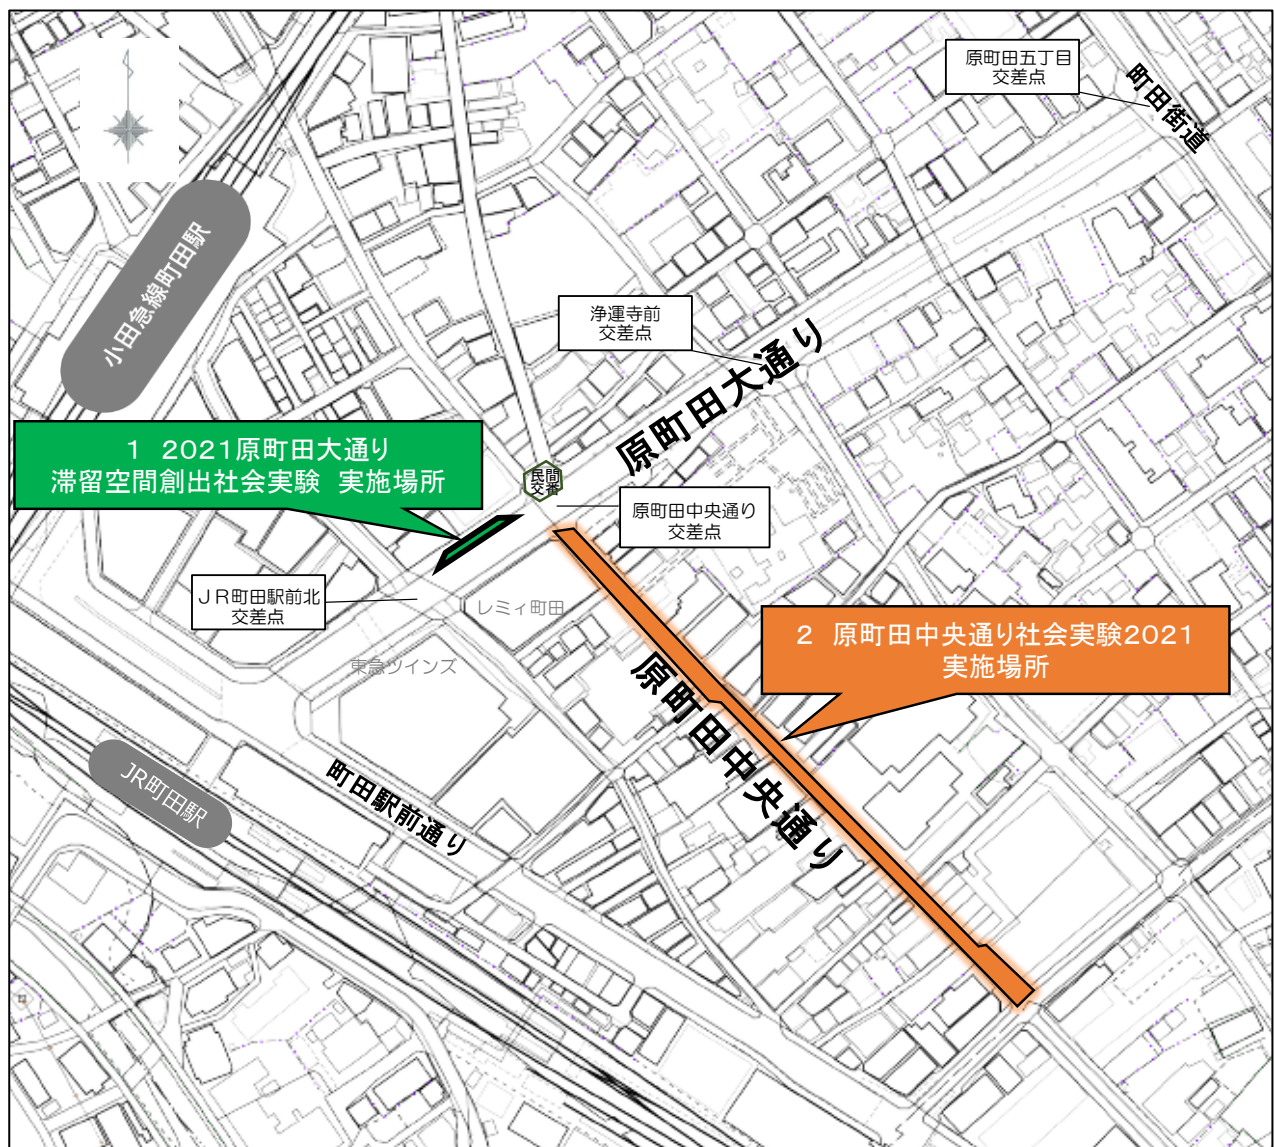 原町田五丁目
交差点
町田街道
小田急線町田駅
浄運寺前
交差点
原町田大通り
1　2021原町田大通り
滞留空間創出社会実験　実施場所
民間
交番
原町田中央通り
交差点
ＪＲ町田駅前北
交差点
レミィ町田
東急ツインズ
2　原町田中央通り社会実験2021
実施場所
原町田中央通り
JR町田駅
町田駅前通り